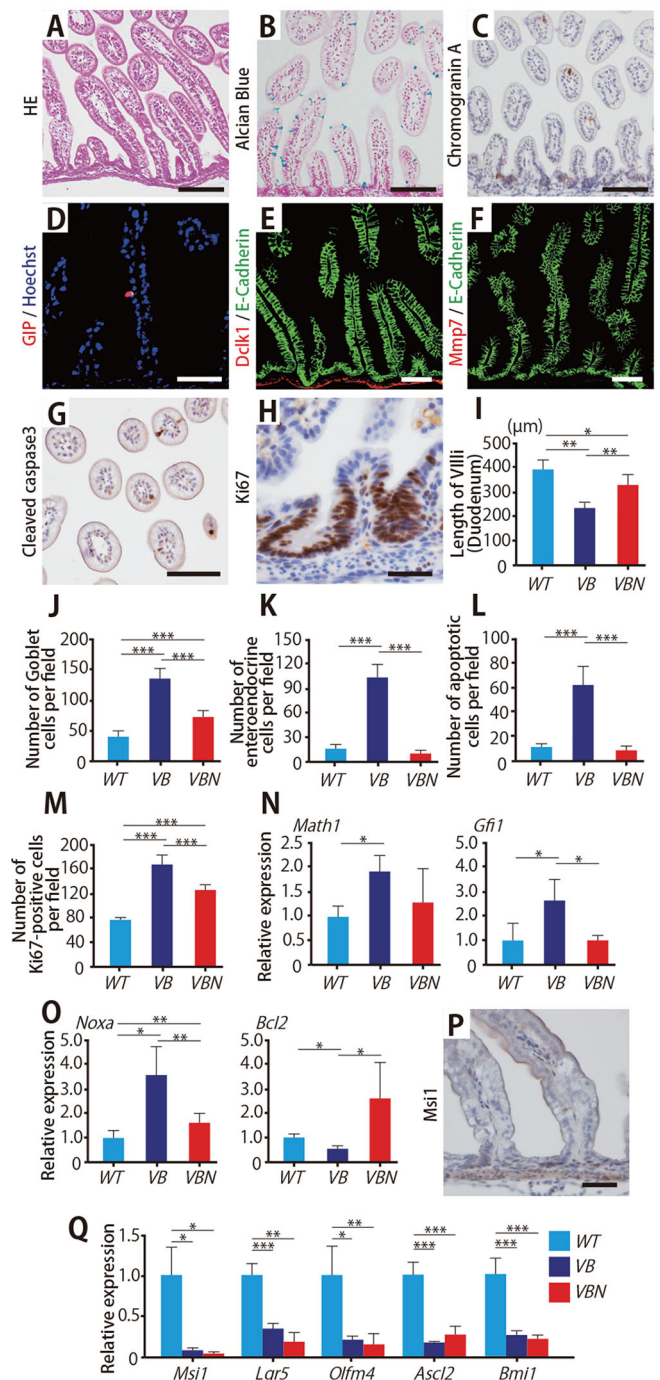 A
HE
B
Alcian Blue
C
Chromogranin A
D
GIP / Hoechst
E
Dclk1 / E-Cadherin
F
Mmp7 / E-Cadherin
G
Cleaved caspase3
H
Ki67
I
(μm)
Length of Villi
(Duodenum)
500
400
300
200
100
0
*
** **
WT VB VBN
J
Number of Goblet
cells per field
200
150
100
50
0
***
*** ***
WT VB VBN
K
Number of
enteroendocrine
cells per field
150
120
90
60
30
0
*** ***
WT VB VBN
L
Number of apoptotic
cells per field
100
80
60
40
20
0
*** ***
WT VB VBN
M
Number of
Ki67-positive cells
per field
200
160
120
80
40
0
***
*** ***
WT VB VBN
N
Relative expression
Math1
2.5
2.0
1.5
1.0
0.5
0
*
WT VB VBN
Gfi1
5.0
4.0
3.0
2.0
1.0
0
* *
WT VB VBN
O
Relative expression
Noxa
5.0
4.0
3.0
2.0
1.0
0
**
* **
WT VB VBN
Bcl2
5.0
4.0
3.0
2.0
1.0
0
* *
WT VB VBN
P
Msi1
Q
Relative expression
1.5
1.0
0.5
0
* ** ** *** ***
* *** * *** ***
Msi1 Lgr5 Olfm4 Ascl2 Bmi1
WT
VB
VBN